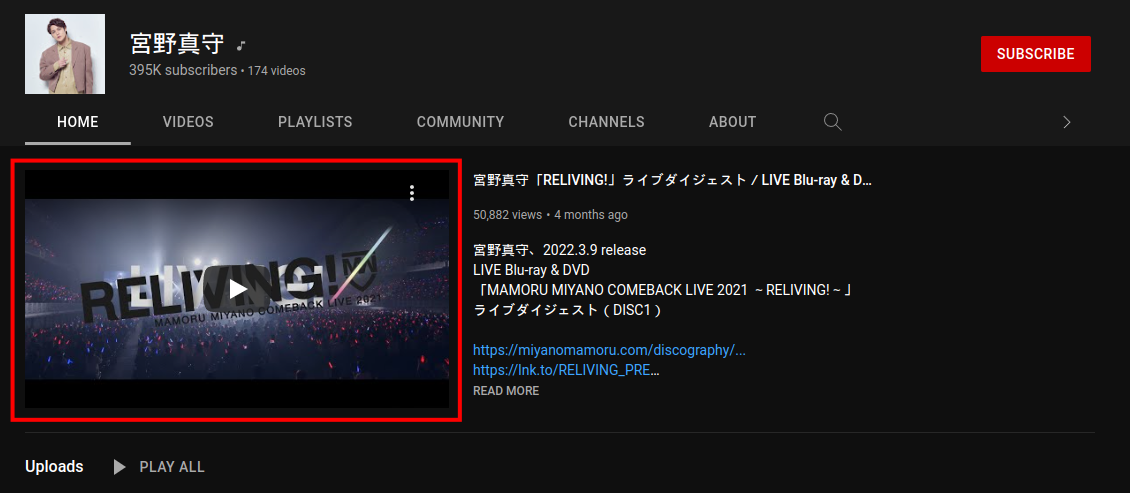 宮野真守
395K subscribers • 174 videos
SUBSCRIBE
HOME
VIDEOS
PLAYLISTS
COMMUNITY
CHANNELS
ABOUT
RELIVING!
MAMORU MIYANO COMEBACK LIVE 2021
宮野真守「RELIVING!」ライブダイジェスト / LIVE Blu-ray & D...
50,882 views • 4 months ago
宮野真守、2022.3.9 release
LIVE Blu-ray & DVD
「MAMORU MIYANO COMEBACK LIVE 2021 ～RELIVING!～」
ライブダイジェスト（DISC1）
https://miyanomamoru.com/discography/...
https://lnk.to/RELIVING_PRE...
READ MORE
Uploads
PLAY ALL